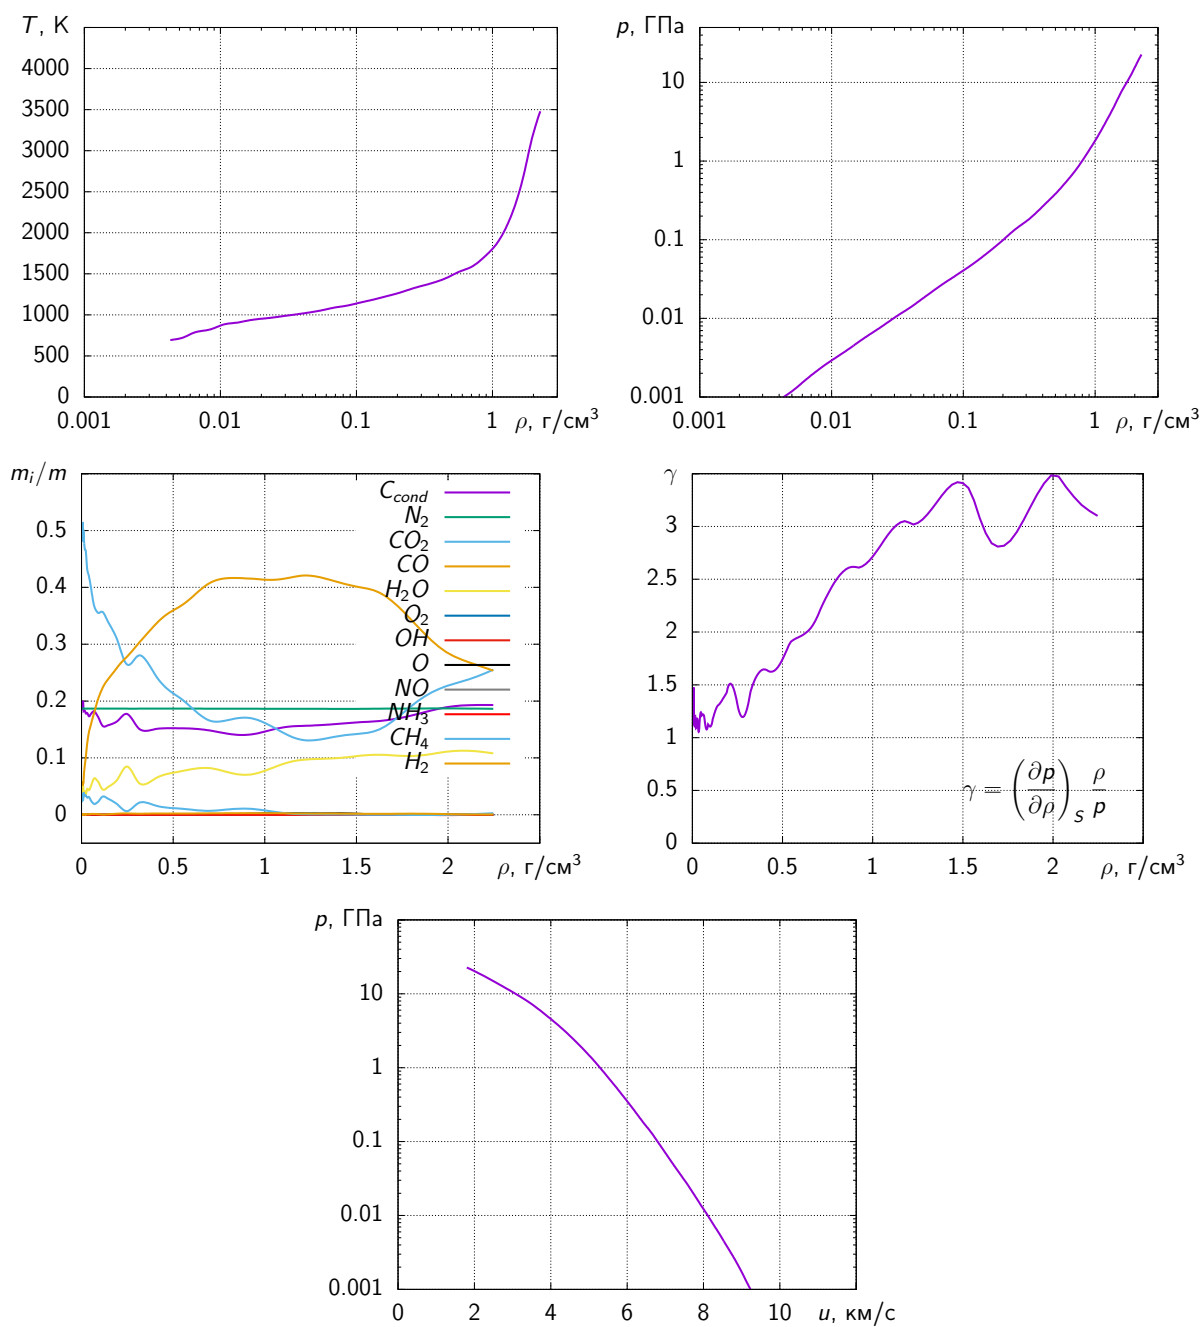 T, К
4000
3500
3000
2500
2000
1500
1000
500
0
0.001 0.01 0.1 1 ρ, г/см³
p, ГПа
10
1
0.1
0.01
0.001
0.001 0.01 0.1 1 ρ, г/см³
mᵢ/m
0.5
0.4
0.3
0.2
0.1
0
0 0.5 1 1.5 2 ρ, г/см³
C_cond
N₂
CO₂
CO
H₂O
O₂
OH
O
NO
NH₃
CH₄
H₂
γ
3
2.5
2
1.5
1
0.5
0
0 0.5 1 1.5 2 ρ, г/см³
γ = (∂p/∂ρ)_S ρ/p
p, ГПа
10
1
0.1
0.01
0.001
0 2 4 6 8 10 u, км/с